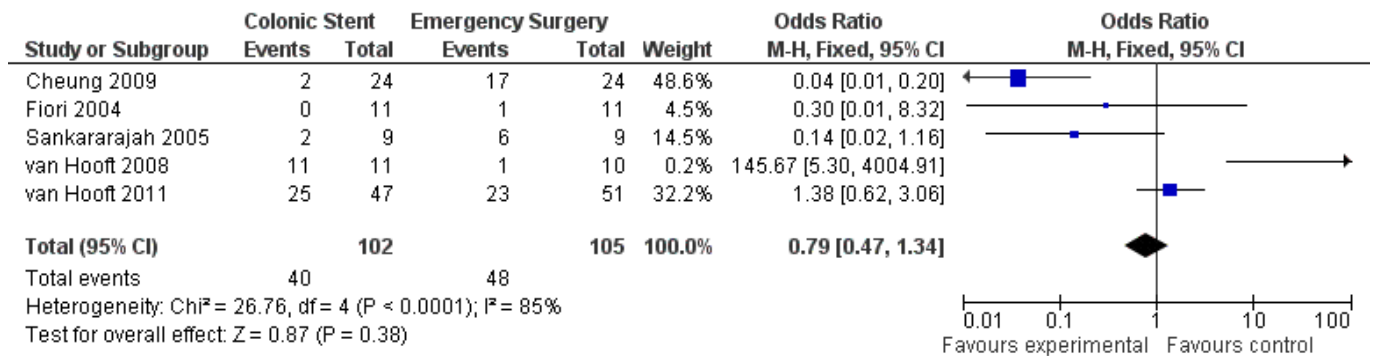 Colonic Stent Emergency Surgery Odds Ratio Odds Ratio
Study or Subgroup Events Total Events Total Weight M-H, Fixed, 95% CI M-H, Fixed, 95% CI
Cheung 2009 2 24 17 24 48.6% 0.04 [0.01, 0.20]
Fiori 2004 0 11 1 11 4.5% 0.30 [0.01, 8.32]
Sankararajah 2005 2 9 6 9 14.5% 0.14 [0.02, 1.16]
van Hooft 2008 11 11 1 10 0.2% 145.67 [5.30, 4004.91]
van Hooft 2011 25 47 23 51 32.2% 1.38 [0.62, 3.06]
Total (95% CI) 102 105 100.0% 0.79 [0.47, 1.34]
Total events 40 48
Heterogeneity: Chi² = 26.76, df = 4 (P < 0.0001); I² = 85%
Test for overall effect: Z = 0.87 (P = 0.38)
0.01 0.1 1 10 100
Favours experimental Favours control